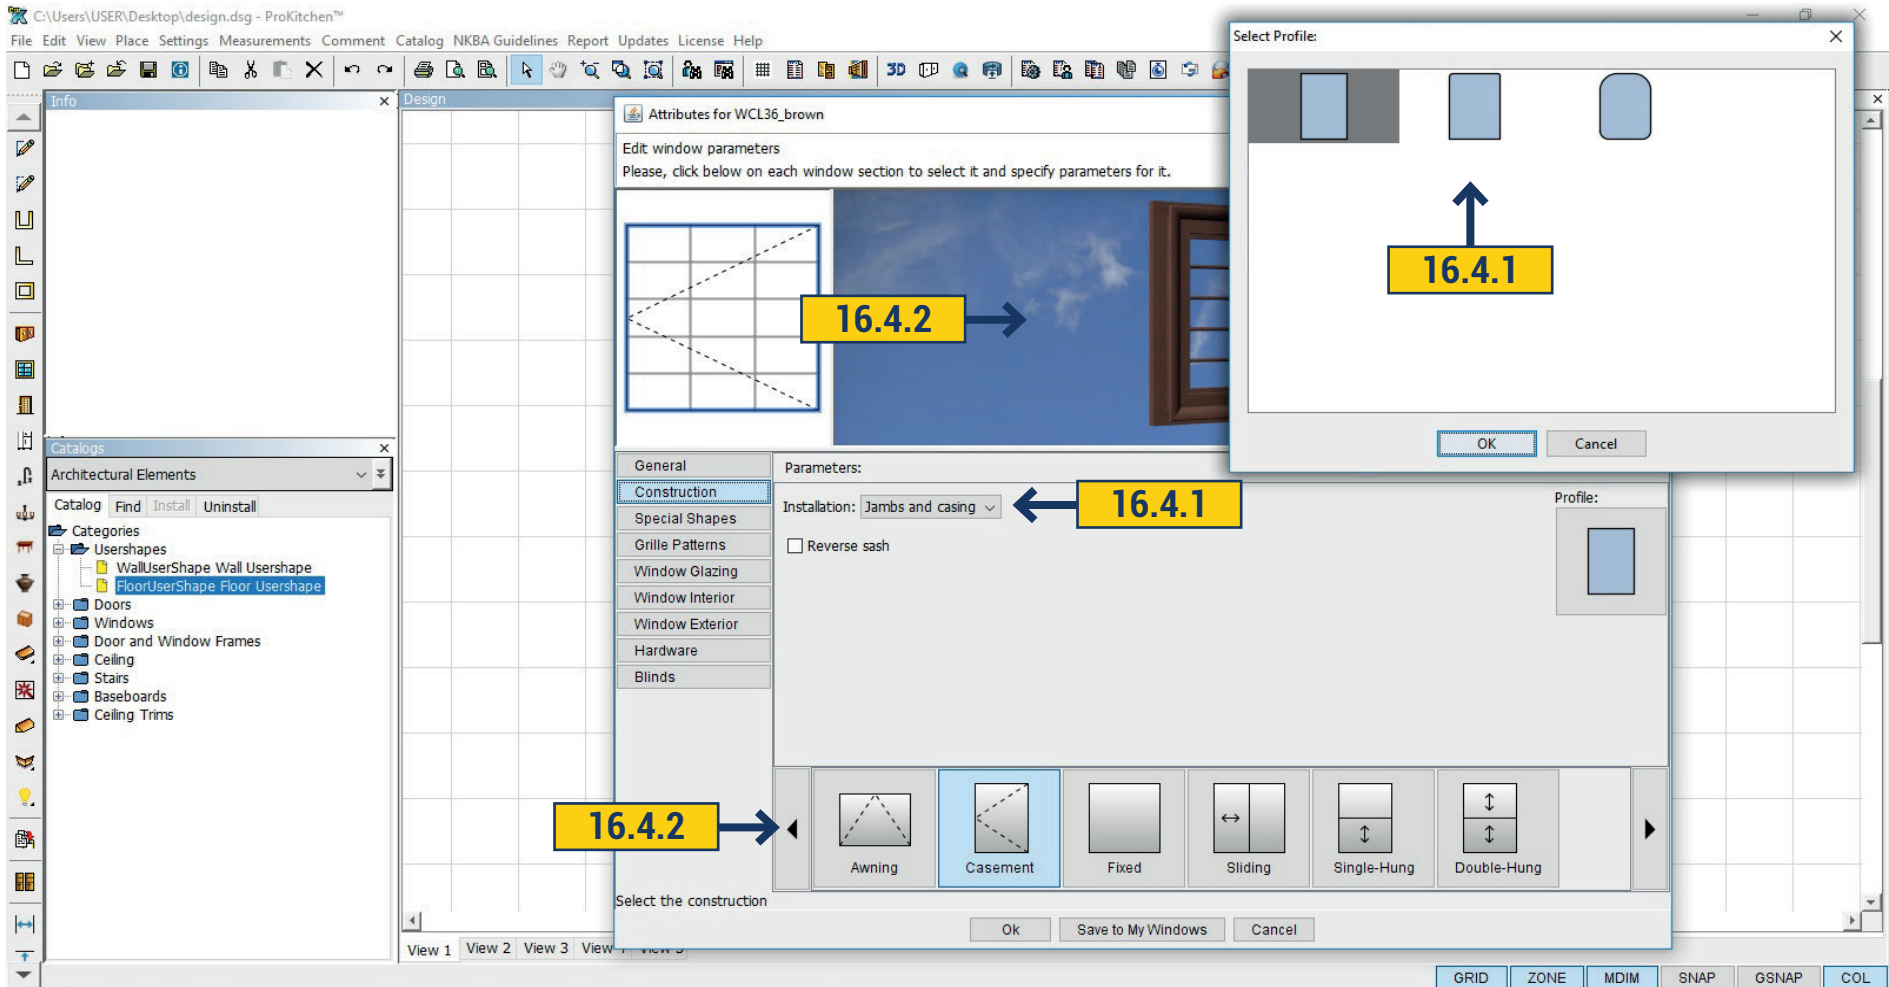 C:\Users\USER\Desktop\design.dsg - ProKitchen™
File Edit View Place Settings Measurements Comment Catalog NKBA Guidelines Report Updates License Help
3D
Info
Design
Select Profile:
16.4.1
OK Cancel
Attributes for WCL36_brown
Edit window parameters
Please, click below on each window section to select it and specify parameters for it.
16.4.2
General
Construction
Special Shapes
Grille Patterns
Window Glazing
Window Interior
Window Exterior
Hardware
Blinds
Parameters:
Installation: Jambs and casing
16.4.1
Reverse sash
Profile:
Catalogs
Architectural Elements
Catalog Find Install Uninstall
Categories
Usershapes
WallUserShape Wall Usershape
FloorUserShape Floor Usershape
Doors
Windows
Door and Window Frames
Ceiling
Stairs
Baseboards
Ceiling Trims
16.4.2
Awning Casement Fixed Sliding Single-Hung Double-Hung
Select the construction
Ok Save to My Windows Cancel
View 1 View 2 View 3 View
GRID ZONE MDIM SNAP GSNAP COL